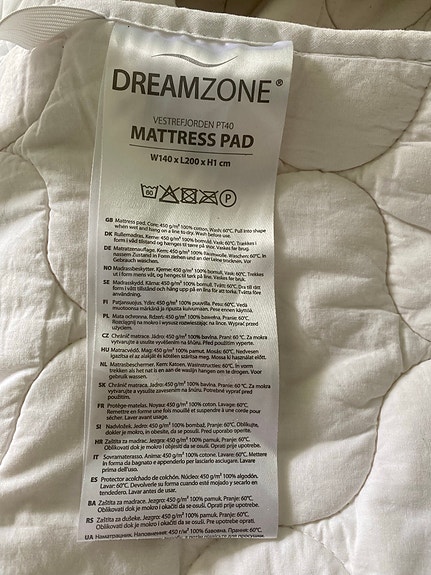 DREAMZONE®
VESTREFJORDEN PT40
MATTRESS PAD
W140 x L200 x H1 cm
60 P
GB Mattress pad. Core: 450 g/m² 100% cotton. Wash: 60°C. Pull into shape
when wet and hang on a line to dry. Wash before use.
DK Rullemadras. Kerne: 450 g/m² 100% bomuld. Vask: 60°C. Trækkes i
form i våd tilstand og hænges til tørk på snor. Vaskes før brug.
DE Matratzenauflage. Kern: 450 g/m² 100% Baumwolle. Waschen: 60°C. In
nassem Zustand in Form ziehen und an der Leine trocknen. Vor
Gebrauch waschen.
NO Madrassbeskytter. Kjerne: 450 g/m² 100% bomull. Vask: 60°C. Trekkes
ut i form mens våt, og henges til tørk på snor. Vaskes før bruk.
SE Madrasskydd. Kärna: 450 g/m² 100% bomull. Tvätt: 60°C. Dra till rätt
form i vått tillstånd och häng upp på en lina för att torka. Tvätta före
användning.
FI Patjansuojus. Ydin: 450 g/m² 100% puuvilla. Pesu: 60°C. Vedä
muotoonsa märkänä ja ripusta kuivumaan. Pese ennen käyttöä.
PL Mata ochronna. Rdzeń: 450 g/m² 100% bawełna. Pranie: 60°C.
Rozciągnij na mokro i wysusz rozwieszając na lince. Wyprać przed
użyciem.
CZ Chránič matrace. Jádro: 450 g/m² 100% bavlna. Praní: 60 °C. Za mokra
vytvarujte a usušte vyvěšením na šňůru. Před použitím vyperte.
HU Matracvédő. Mag: 450 g/m² 100% pamut. Mosás: 60°C. Nedvesen
igazítsa el az alakját és kötélen szárítsa meg. Mossa ki használat előtt.
NL Matrasbeschermer. Kern: Katoen. Wasinstructies: 60°C. In vorm
trekken als het nat is en aan de waslijn hangen om te drogen. Voor
gebruik wassen.
SK Chránič matraca. Jadro: 450 g/m² 100% bavlna. Pranie: 60°C. Za mokra
vytvarujte a vysušte zavesením na šnúru. Pred použitím vyprať
použitím.
FR Protège-matelas. Noyau: 450 g/m² 100% coton. Lavage: 60°C.
Remettre en forme une fois mouillé et suspendre à une corde pour
sécher. Laver avant usage.
SI Nadvložek. Jedro: 450 g/m² 100% bombaž. Pranje: 60°C. Oblikujte,
dokler je mokro, in obesite, da se posuši. Pred uporabo operite.
HR Zaštita za madrac. Jezgra: 450 g/m² 100% pamuk. Pranje: 60°C.
Oblikovati dok je mokro i objesiti da se osuši. Oprati prije upotrebe.
IT Sovramaterasso. Anima: 450 g/m² 100% cotone. Lavare: 60°C. Mettere
in forma da bagnato e appenderlo per lasciarlo asciugare. Lavare
prima dell'uso.
ES Protector acolchado de colchón. Núcleo: 450 g/m² 100% algodón.
Lavar: 60°C. Devolverle su forma cuando esté mojado y secarlo en
tendedero. Lavar antes de usar.
BA Zaštita za madrace. Jezgro: 450 g/m² 100% pamuk. Pranje: 60°C.
Oblikovati dok je mokro i okačiti da se osuši. Oprati prije upotrebe.
RS Zaštita za dušeke. Jezgro: 450 g/m² 100% pamuk. Pranje: 60°C.
Oblikovati dok je mokro i okačiti da se osuši. Oprati pre upotrebe.
UA Наматрацник. Наповнення: 450 г/м² 100% бавовна. Прання: 60°C.